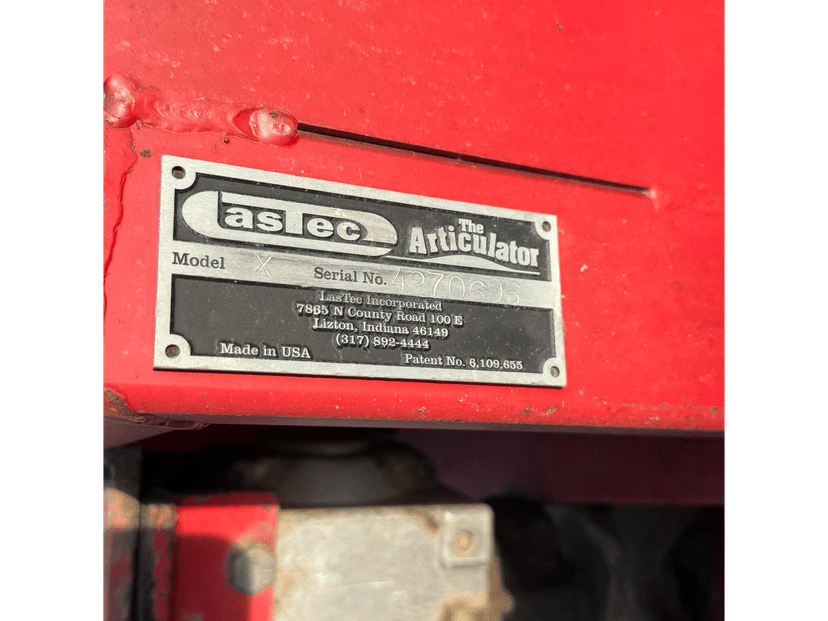 LasTec The Articulator
Model X Serial No. 4270695
LasTec Incorporated
7865 N County Road 100 E
Lizton, Indiana 46149
(317) 892-4444
Made in USA Patent No. 6,109,655